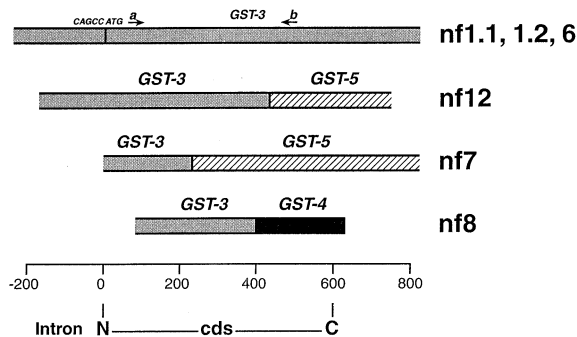 CAGCC ATG a GST-3 b nf1.1, 1.2, 6
GST-3 GST-5 nf12
GST-3 GST-5 nf7
GST-3 GST-4 nf8
-200 0 200 400 600 800
Intron N cds C